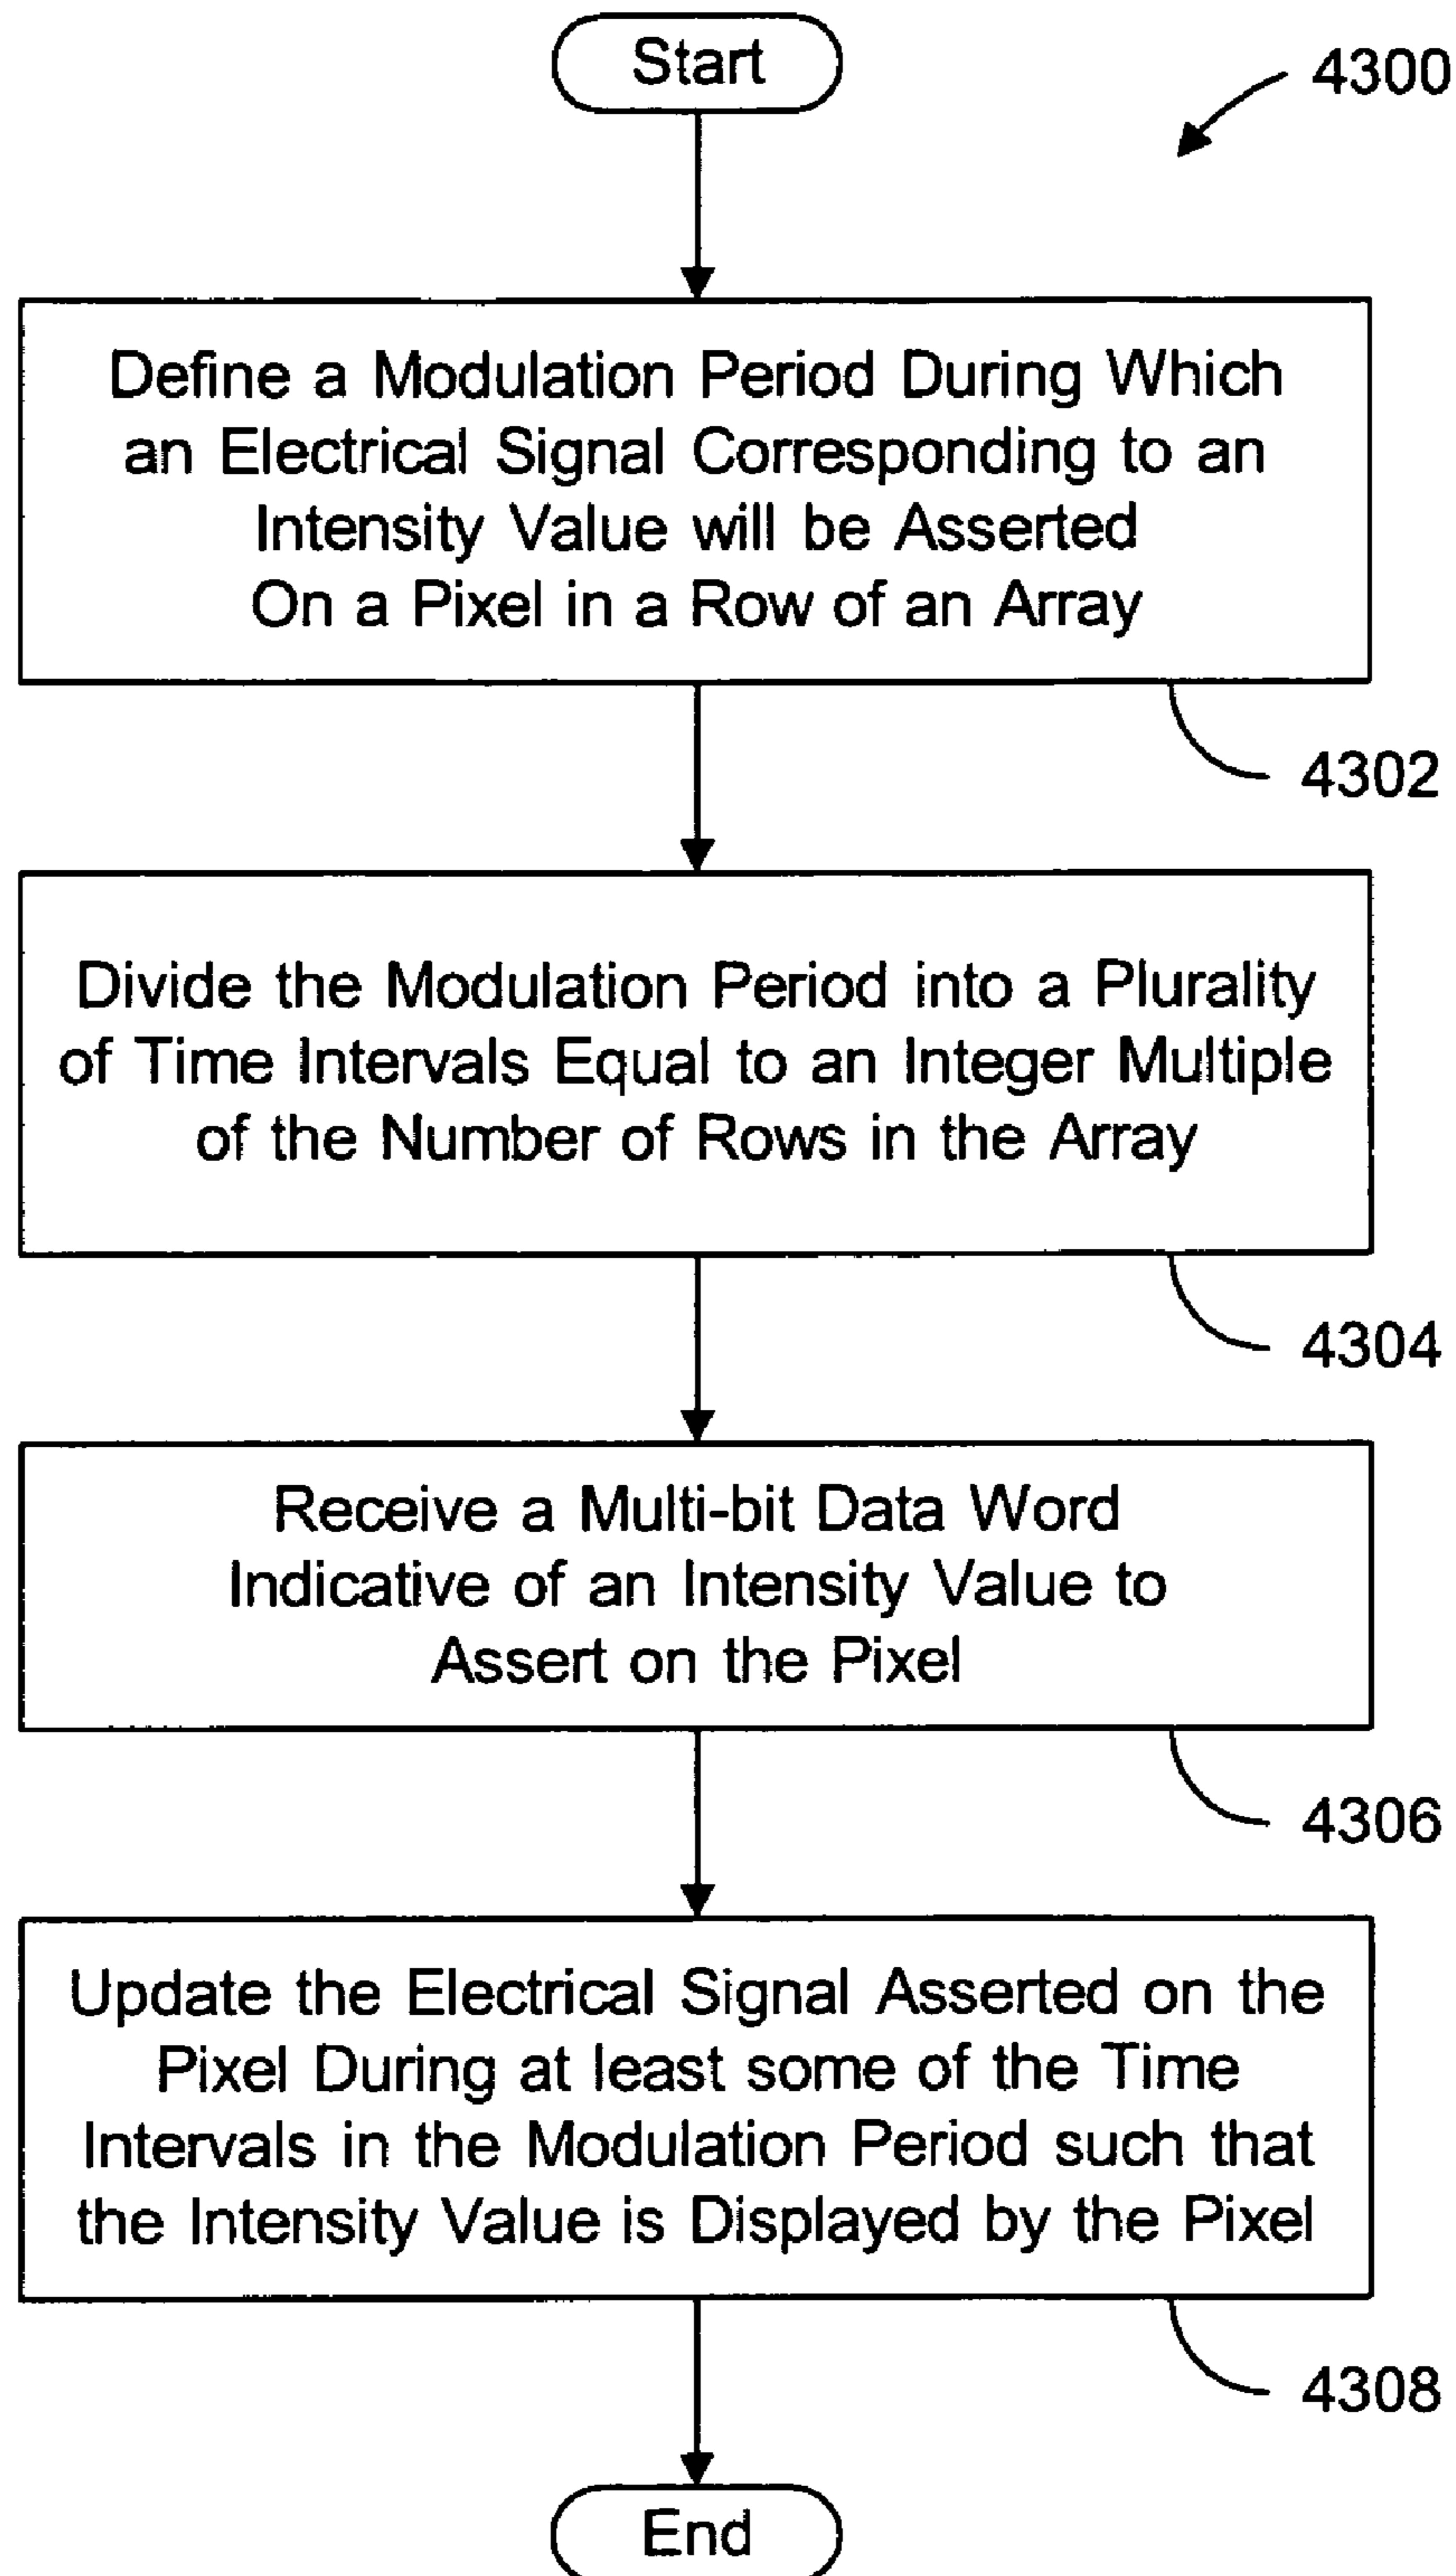 Start
4300
Define a Modulation Period During Which
an Electrical Signal Corresponding to an
Intensity Value will be Asserted
On a Pixel in a Row of an Array
4302
Divide the Modulation Period into a Plurality
of Time Intervals Equal to an Integer Multiple
of the Number of Rows in the Array
4304
Receive a Multi-bit Data Word
Indicative of an Intensity Value to
Assert on the Pixel
4306
Update the Electrical Signal Asserted on the
Pixel During at least some of the Time
Intervals in the Modulation Period such that
the Intensity Value is Displayed by the Pixel
4308
End